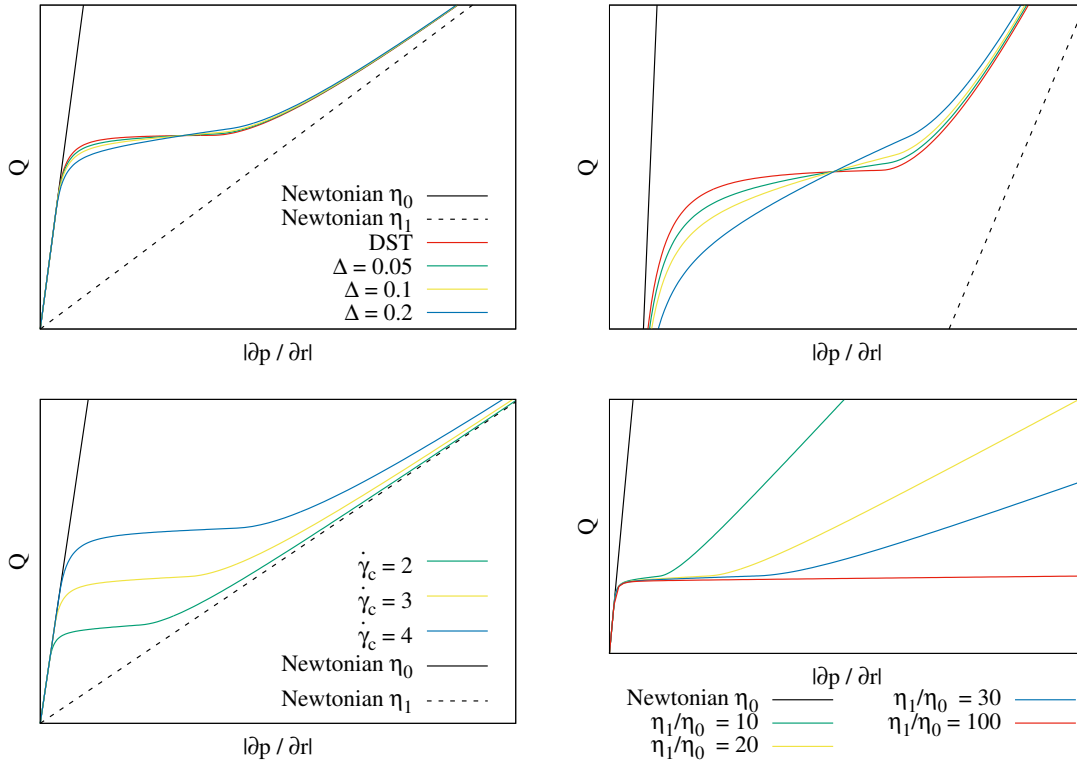 Q
Newtonian η₀
Newtonian η₁
DST
Δ = 0.05
Δ = 0.1
Δ = 0.2
|∂p / ∂r|
Q
|∂p / ∂r|
Q
γ̇c = 2
γ̇c = 3
γ̇c = 4
Newtonian η₀
Newtonian η₁
|∂p / ∂r|
Q
|∂p / ∂r|
Newtonian η₀
η₁/η₀ = 10
η₁/η₀ = 20
η₁/η₀ = 30
η₁/η₀ = 100